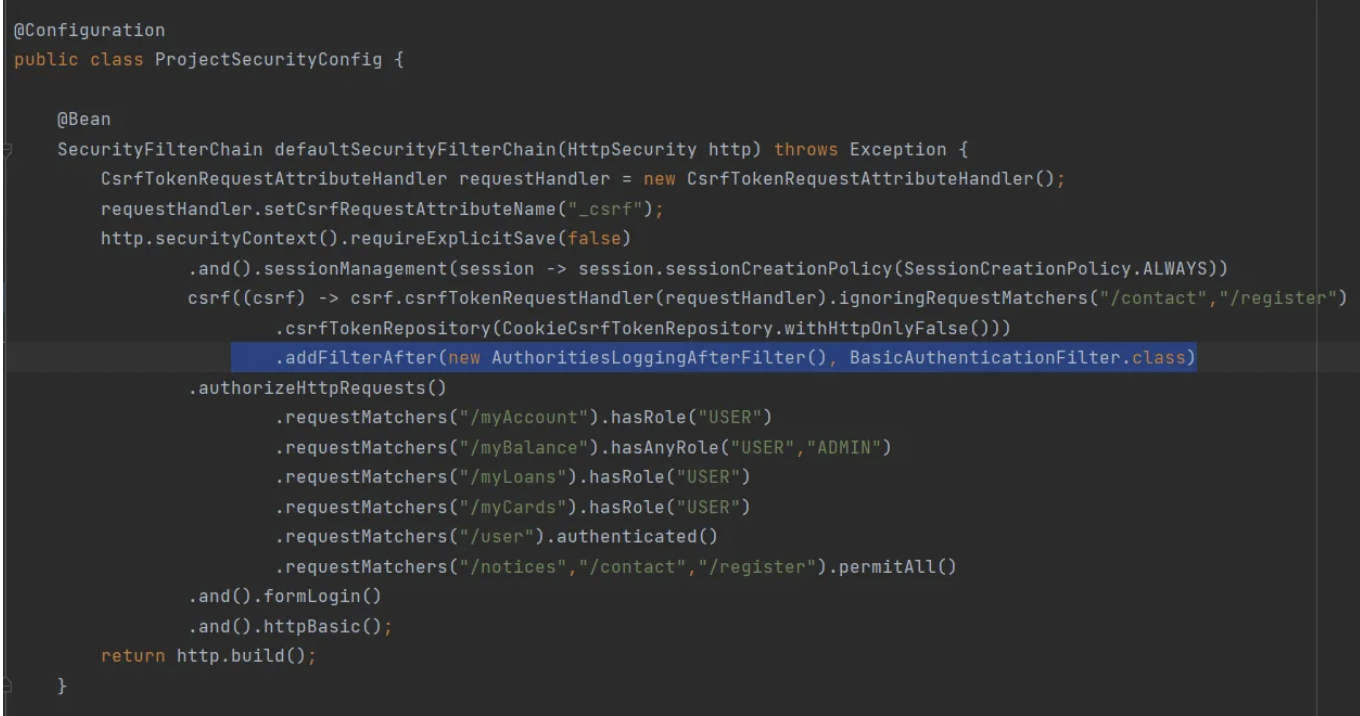 @Configuration
public class ProjectSecurityConfig {
@Bean
SecurityFilterChain defaultSecurityFilterChain(HttpSecurity http) throws Exception {
CsrfTokenRequestAttributeHandler requestHandler = new CsrfTokenRequestAttributeHandler();
requestHandler.setCsrfRequestAttributeName("_csrf");
http.securityContext().requireExplicitSave(false)
.and().sessionManagement(session -> session.sessionCreationPolicy(SessionCreationPolicy.ALWAYS))
csrf((csrf) -> csrf.csrfTokenRequestHandler(requestHandler).ignoringRequestMatchers("/contact","/register")
.csrfTokenRepository(CookieCsrfTokenRepository.withHttpOnlyFalse()))
.addFilterAfter(new AuthoritiesLoggingAfterFilter(), BasicAuthenticationFilter.class)
.authorizeHttpRequests()
.requestMatchers("/myAccount").hasRole("USER")
.requestMatchers("/myBalance").hasAnyRole("USER","ADMIN")
.requestMatchers("/myLoans").hasRole("USER")
.requestMatchers("/myCards").hasRole("USER")
.requestMatchers("/user").authenticated()
.requestMatchers("/notices","/contact","/register").permitAll()
.and().formLogin()
.and().httpBasic();
return http.build();
}